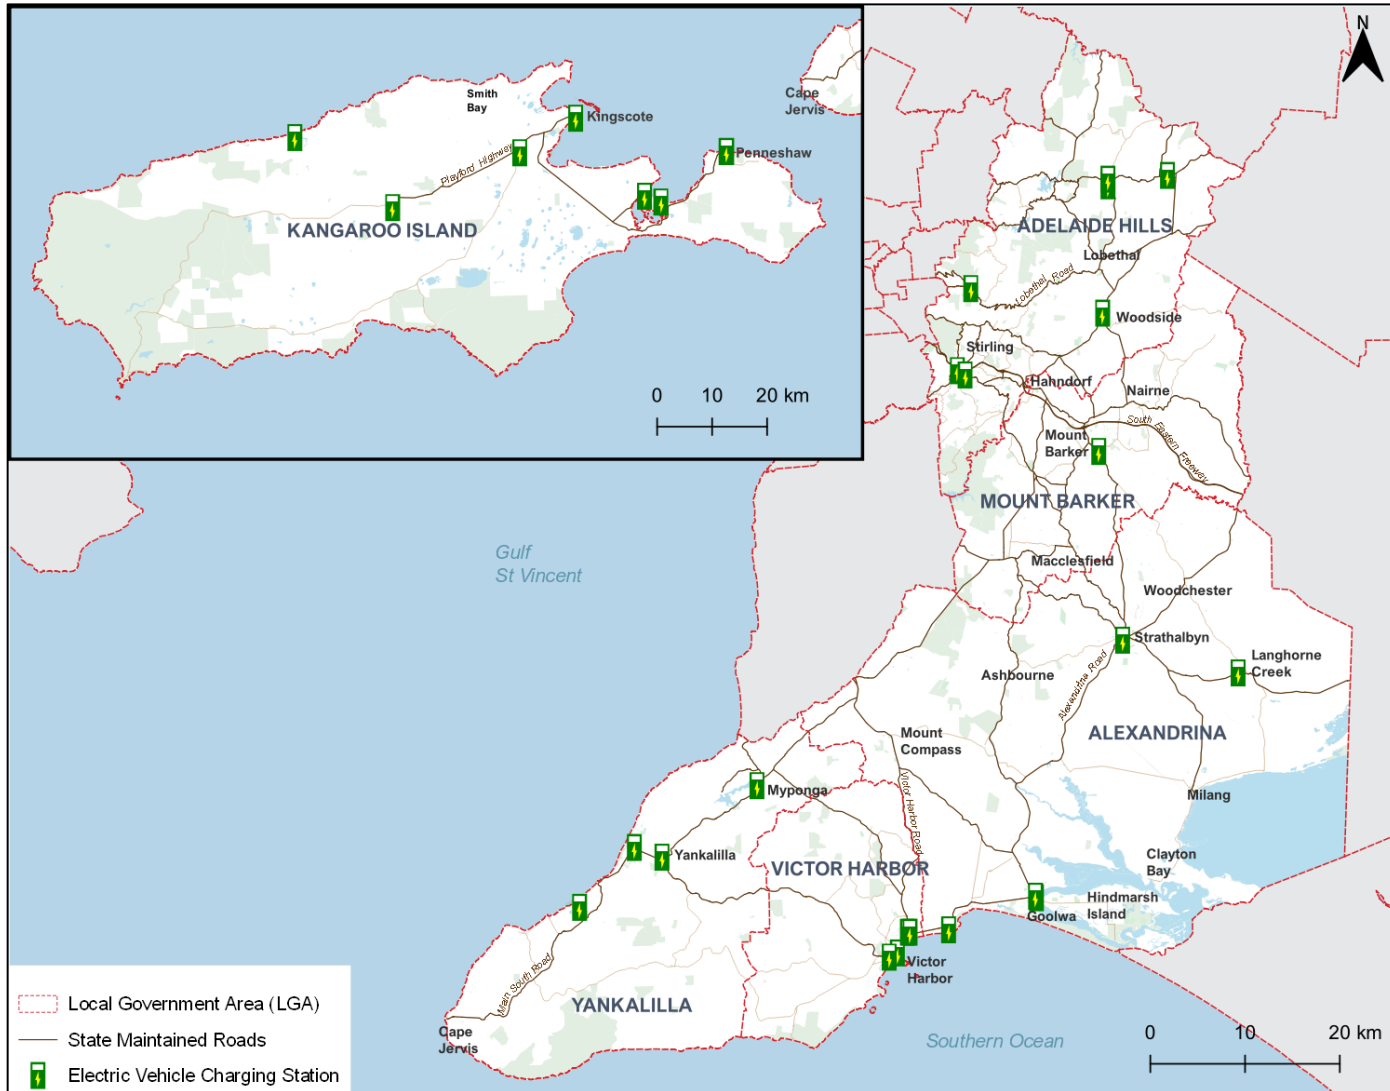 N
Smith
Bay
Cape
Jervis
Kingscote
Penneshaw
Playford Highway
KANGAROO ISLAND
0 10 20 km
ADELAIDE HILLS
Lobethal
Lobethal Road
Woodside
Stirling
Hahndorf
Nairne
South Eastern Freeway
Mount
Barker
MOUNT BARKER
Gulf
St Vincent
Macclesfield
Woodchester
Strathalbyn
Langhorne
Creek
Ashbourne
Alexandrina Road
ALEXANDRINA
Mount
Compass
Victor Harbor Road
Myponga
Milang
Yankalilla
VICTOR HARBOR
Clayton
Bay
Hindmarsh
Island
Goolwa
Victor
Harbor
Main South Road
YANKALILLA
Cape
Jervis
Southern Ocean
0 10 20 km
Local Government Area (LGA)
State Maintained Roads
Electric Vehicle Charging Station